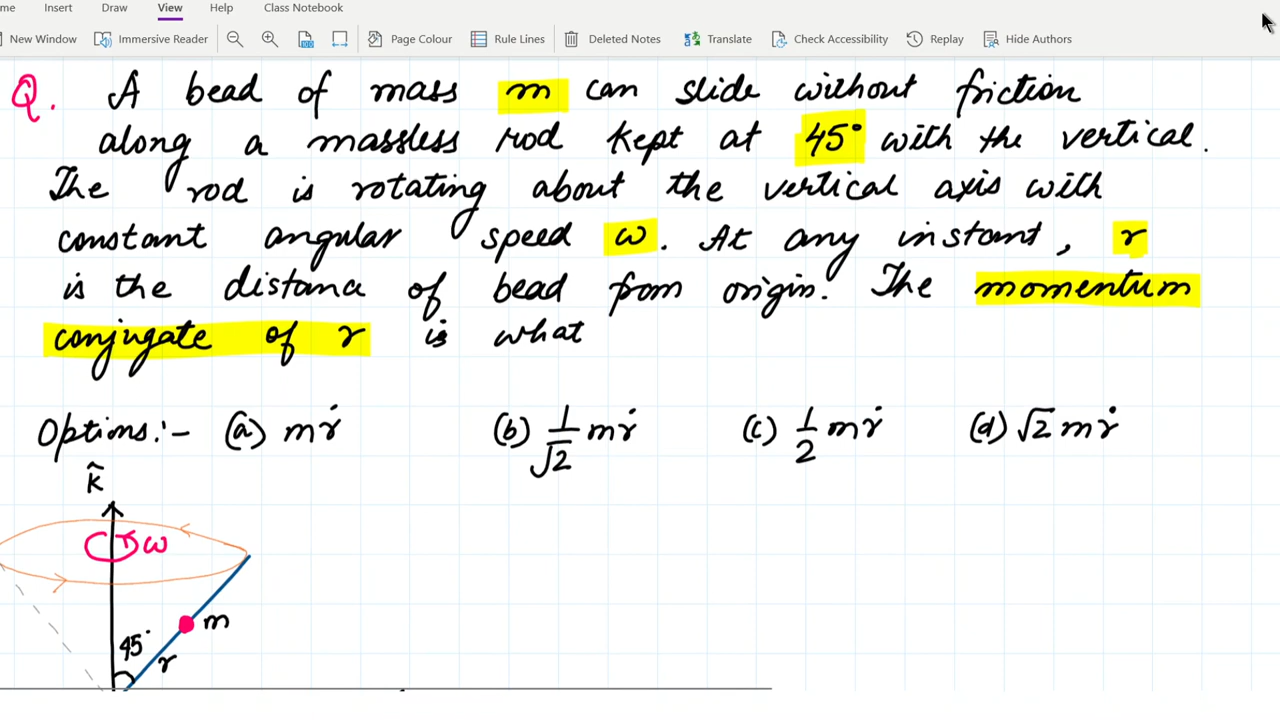 me Insert Draw View Help Class Notebook
New Window Immersive Reader Page Colour Rule Lines Deleted Notes Translate Check Accessibility Replay Hide Authors
Q. A bead of mass m can slide without friction
along a massless rod kept at 45° with the vertical.
The rod is rotating about the vertical axis with
constant angular speed ω. At any instant, r
is the distance of bead from origin. The momentum
conjugate of r is what
Options:- (a) mṙ (b) 1/√2 mṙ (c) 1/2 mṙ (d) √2 mṙ
k̂
ω
m
45°
r